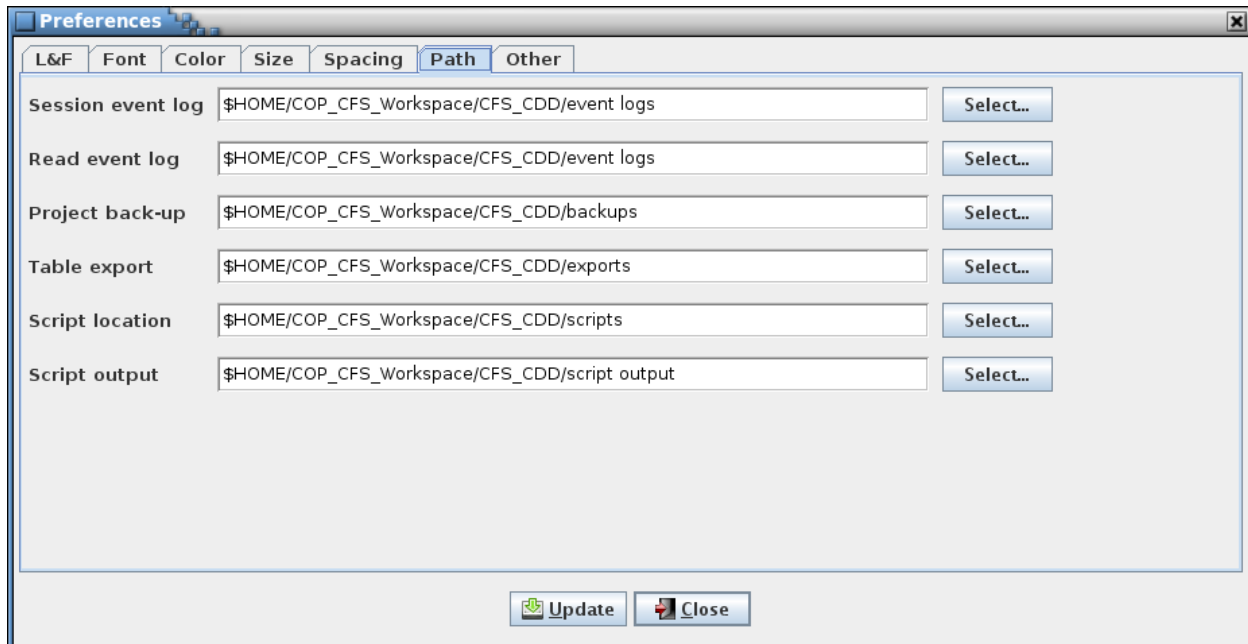 Preferences
L&F Font Color Size Spacing Path Other
Session event log $HOME/COP_CFS_Workspace/CFS_CDD/event logs Select...
Read event log $HOME/COP_CFS_Workspace/CFS_CDD/event logs Select...
Project back-up $HOME/COP_CFS_Workspace/CFS_CDD/backups Select...
Table export $HOME/COP_CFS_Workspace/CFS_CDD/exports Select...
Script location $HOME/COP_CFS_Workspace/CFS_CDD/scripts Select...
Script output $HOME/COP_CFS_Workspace/CFS_CDD/script output Select...
Update Close